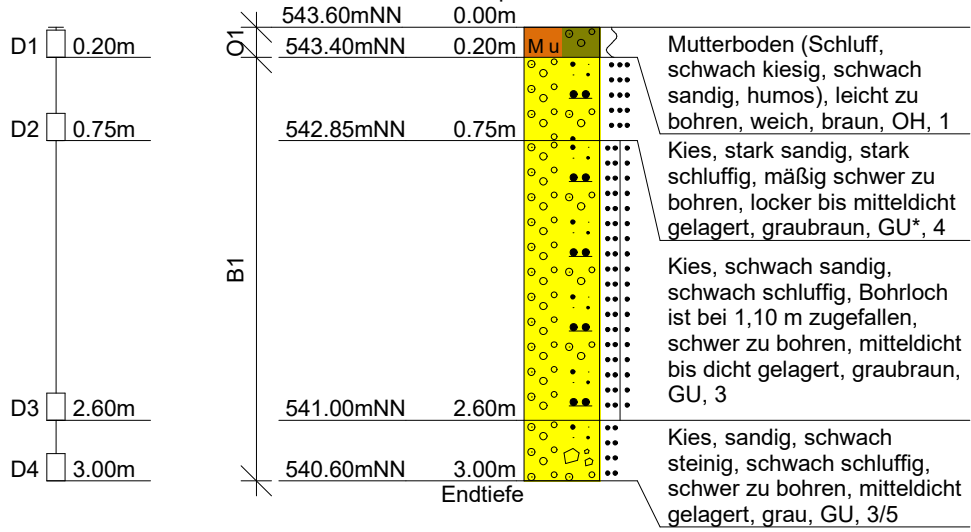 543.60mNN 0.00m
D1 0.20m
O1
543.40mNN 0.20m
Mu
Mutterboden (Schluff,
schwach kiesig, schwach
sandig, humos), leicht zu
bohren, weich, braun, OH, 1
D2 0.75m
542.85mNN 0.75m
Kies, stark sandig, stark
schluffig, mäßig schwer zu
bohren, locker bis mitteldicht
gelagert, graubraun, GU*, 4
B1
Kies, schwach sandig,
schwach schluffig, Bohrloch
ist bei 1,10 m zugefallen,
schwer zu bohren, mitteldicht
bis dicht gelagert, graubraun,
GU, 3
D3 2.60m
541.00mNN 2.60m
Kies, sandig, schwach
steinig, schwach schluffig,
schwer zu bohren, mitteldicht
gelagert, grau, GU, 3/5
D4 3.00m
540.60mNN 3.00m
Endtiefe